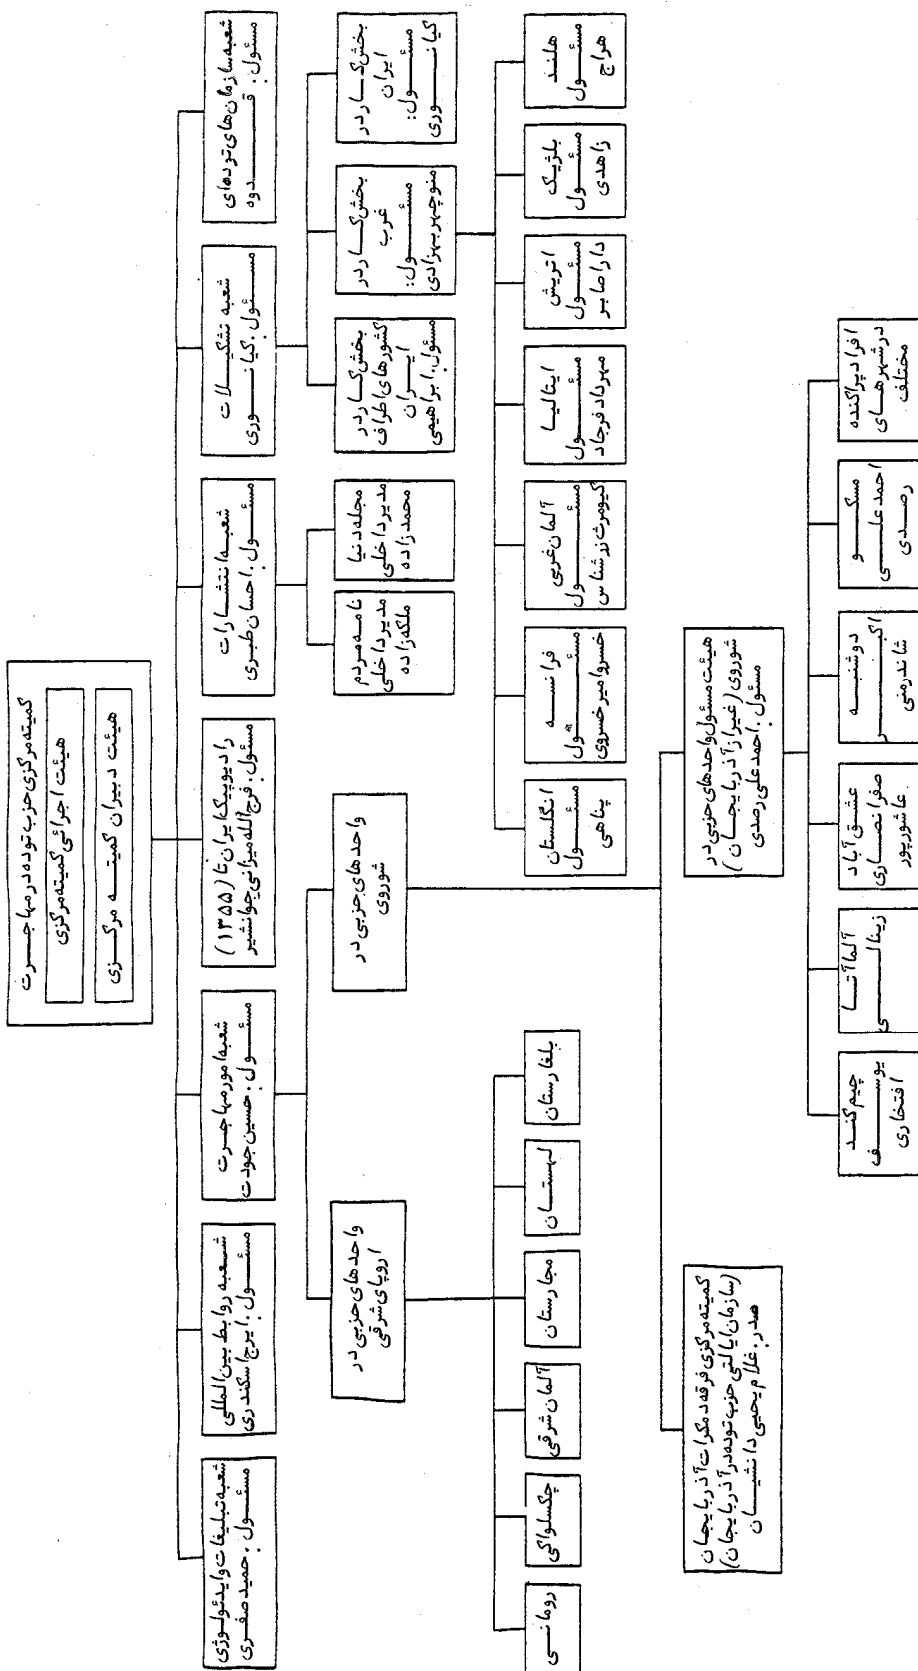 کمیته مرکزی حزب توده در مهاجرت
هیئت اجرائی کمیته مرکزی
هیئت دبیران کمیته مرکزی
شعبه سازمان‌های توده‌ای
مسئول: قدوه
شعبه تشکیلات
مسئول: کیانوری
شعبه انتشارات
مسئول: احسان طبری
رادیو پیک ایران تا (۱۳۵۵)
مسئول: فرج‌الله میزانی جوانشیر
شعبه امور مهاجرت
مسئول: حسین جودت
شعبه روابط بین‌المللی
مسئول: ایرج اسکندری
شعبه تبلیغات و ایدئولوژی
مسئول: حمید صفری
بخش کار در
ایران
مسئول:
کیانوری
بخش کار در
غرب
مسئول:
منوچهر بهزادی
بخش کار در
کشورهای اطراف
ایران
مسئول: ابراهیمی
مجله دنیا
مدیر داخلی
محمدزاده
نامه مردم
مدیر داخلی
ملکه‌زاده
واحدهای حزبی در
شوروی
واحدهای حزبی در
اروپای شرقی
هلند
مسئول
هراچ
بلژیک
مسئول
زاهدی
اتریش
مسئول
داراصابر
ایتالیا
مسئول
مهرداد فرجاد
آلمان غربی
مسئول
کیومرث زرشناس
فرانسه
مسئول
خسرو امیرخسروی
انگلستان
مسئول
پناهی
بلغارستان
لهستان
مجارستان
آلمان شرقی
چکسلواکی
رومانی
هیئت مسئول واحدهای حزبی در
شوروی (غیر از آذربایجان)
مسئول: احمدعلی رصدی
کمیته مرکزی فرقه دمکرات آذربایجان
(سازمان ایالتی حزب توده در آذربایجان)
صدر: غلام یحیی دانشیان
افراد پراکنده
در شهرهای
مختلف
مسکو
احمد علی
رصدی
دوشنبه
اکبر
شاندرمنی
عشق‌آباد
صفر انصاری
عاشورپور
آلماآتا
زینالی
چیم‌کند
یوسف
افتخاری